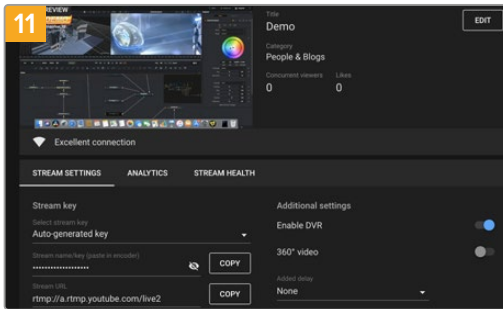 11
PREVIEW
Title
Demo
EDIT
Category
People & Blogs
Concurrent viewers Likes
0 0
Excellent connection
STREAM SETTINGS ANALYTICS STREAM HEALTH
Stream key Additional settings
Select stream key
Auto-generated key
Enable DVR
Stream name/key (paste in encoder)
•••••••••••••••••••
COPY
360° video
Stream URL
rtmp://a.rtmp.youtube.com/live2
COPY
Added delay
None